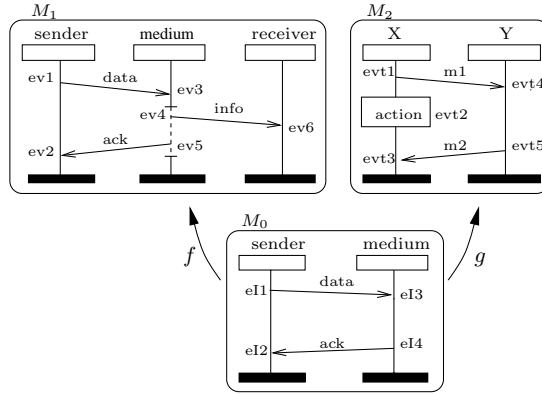 M1 M2
sender medium receiver X Y
ev1 data ev3 evt1 m1 evt4
ev4 info ev6 action evt2
ev2 ack ev5 evt3 m2 evt5
f M0 g
sender medium
eI1 data eI3
eI2 ack eI4